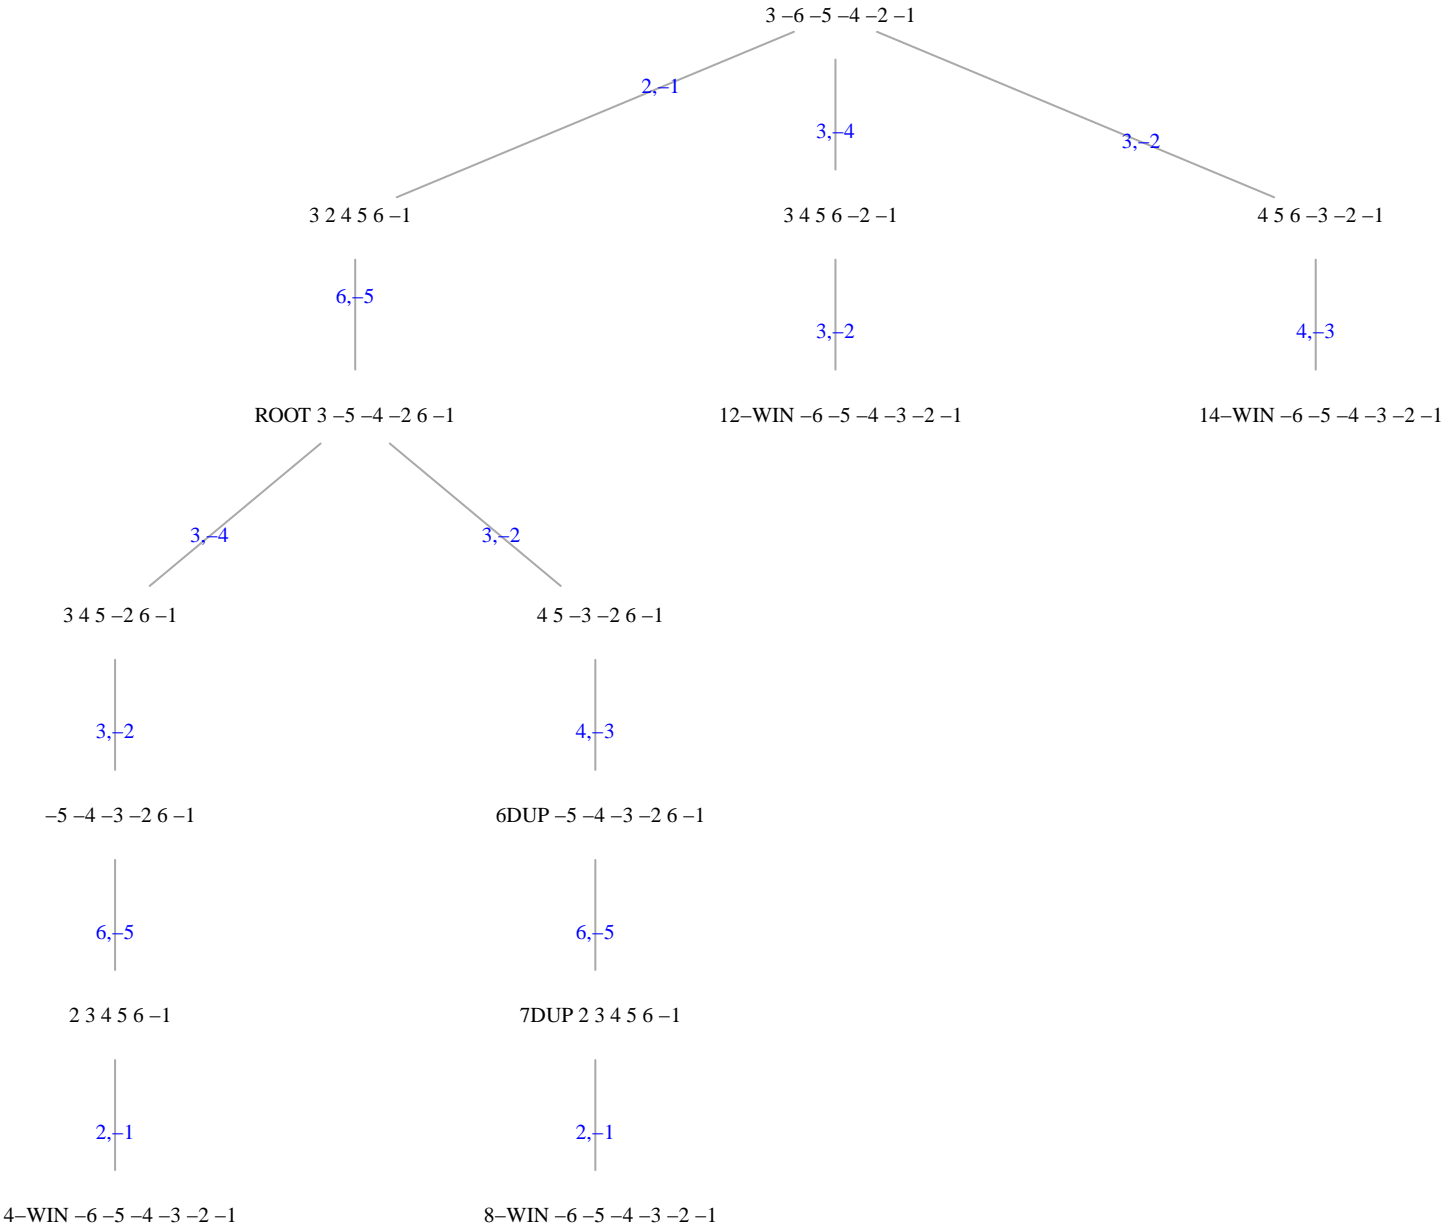 3 –6 –5 –4 –2 –1
2,–1
3,–4
3,–2
3 2 4 5 6 –1
3 4 5 6 –2 –1
4 5 6 –3 –2 –1
6,–5
3,–2
4,–3
ROOT 3 –5 –4 –2 6 –1
12–WIN –6 –5 –4 –3 –2 –1
14–WIN –6 –5 –4 –3 –2 –1
3,–4
3,–2
3 4 5 –2 6 –1
4 5 –3 –2 6 –1
3,–2
4,–3
–5 –4 –3 –2 6 –1
6DUP –5 –4 –3 –2 6 –1
6,–5
6,–5
2 3 4 5 6 –1
7DUP 2 3 4 5 6 –1
2,–1
2,–1
4–WIN –6 –5 –4 –3 –2 –1
8–WIN –6 –5 –4 –3 –2 –1